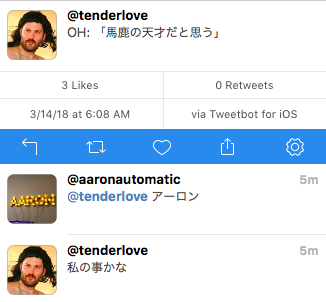 @tenderlove
OH: 「馬鹿の天才だと思う」
3 Likes
0 Retweets
3/14/18 at 6:08 AM
via Tweetbot for iOS
AARON
@aaronautomatic
5m
@tenderlove アーロン
@tenderlove
5m
私の事かな